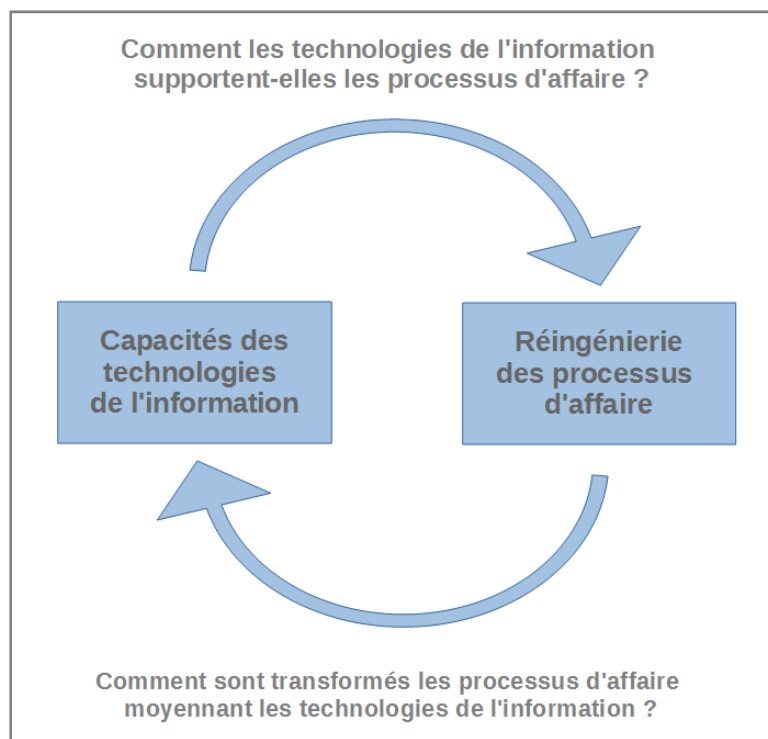 Comment les technologies de l'information
supportent-elles les processus d'affaire ?
Capacités des
technologies
de l'information
Réingénierie
des processus
d'affaire
Comment sont transformés les processus d'affaire
moyennant les technologies de l'information ?